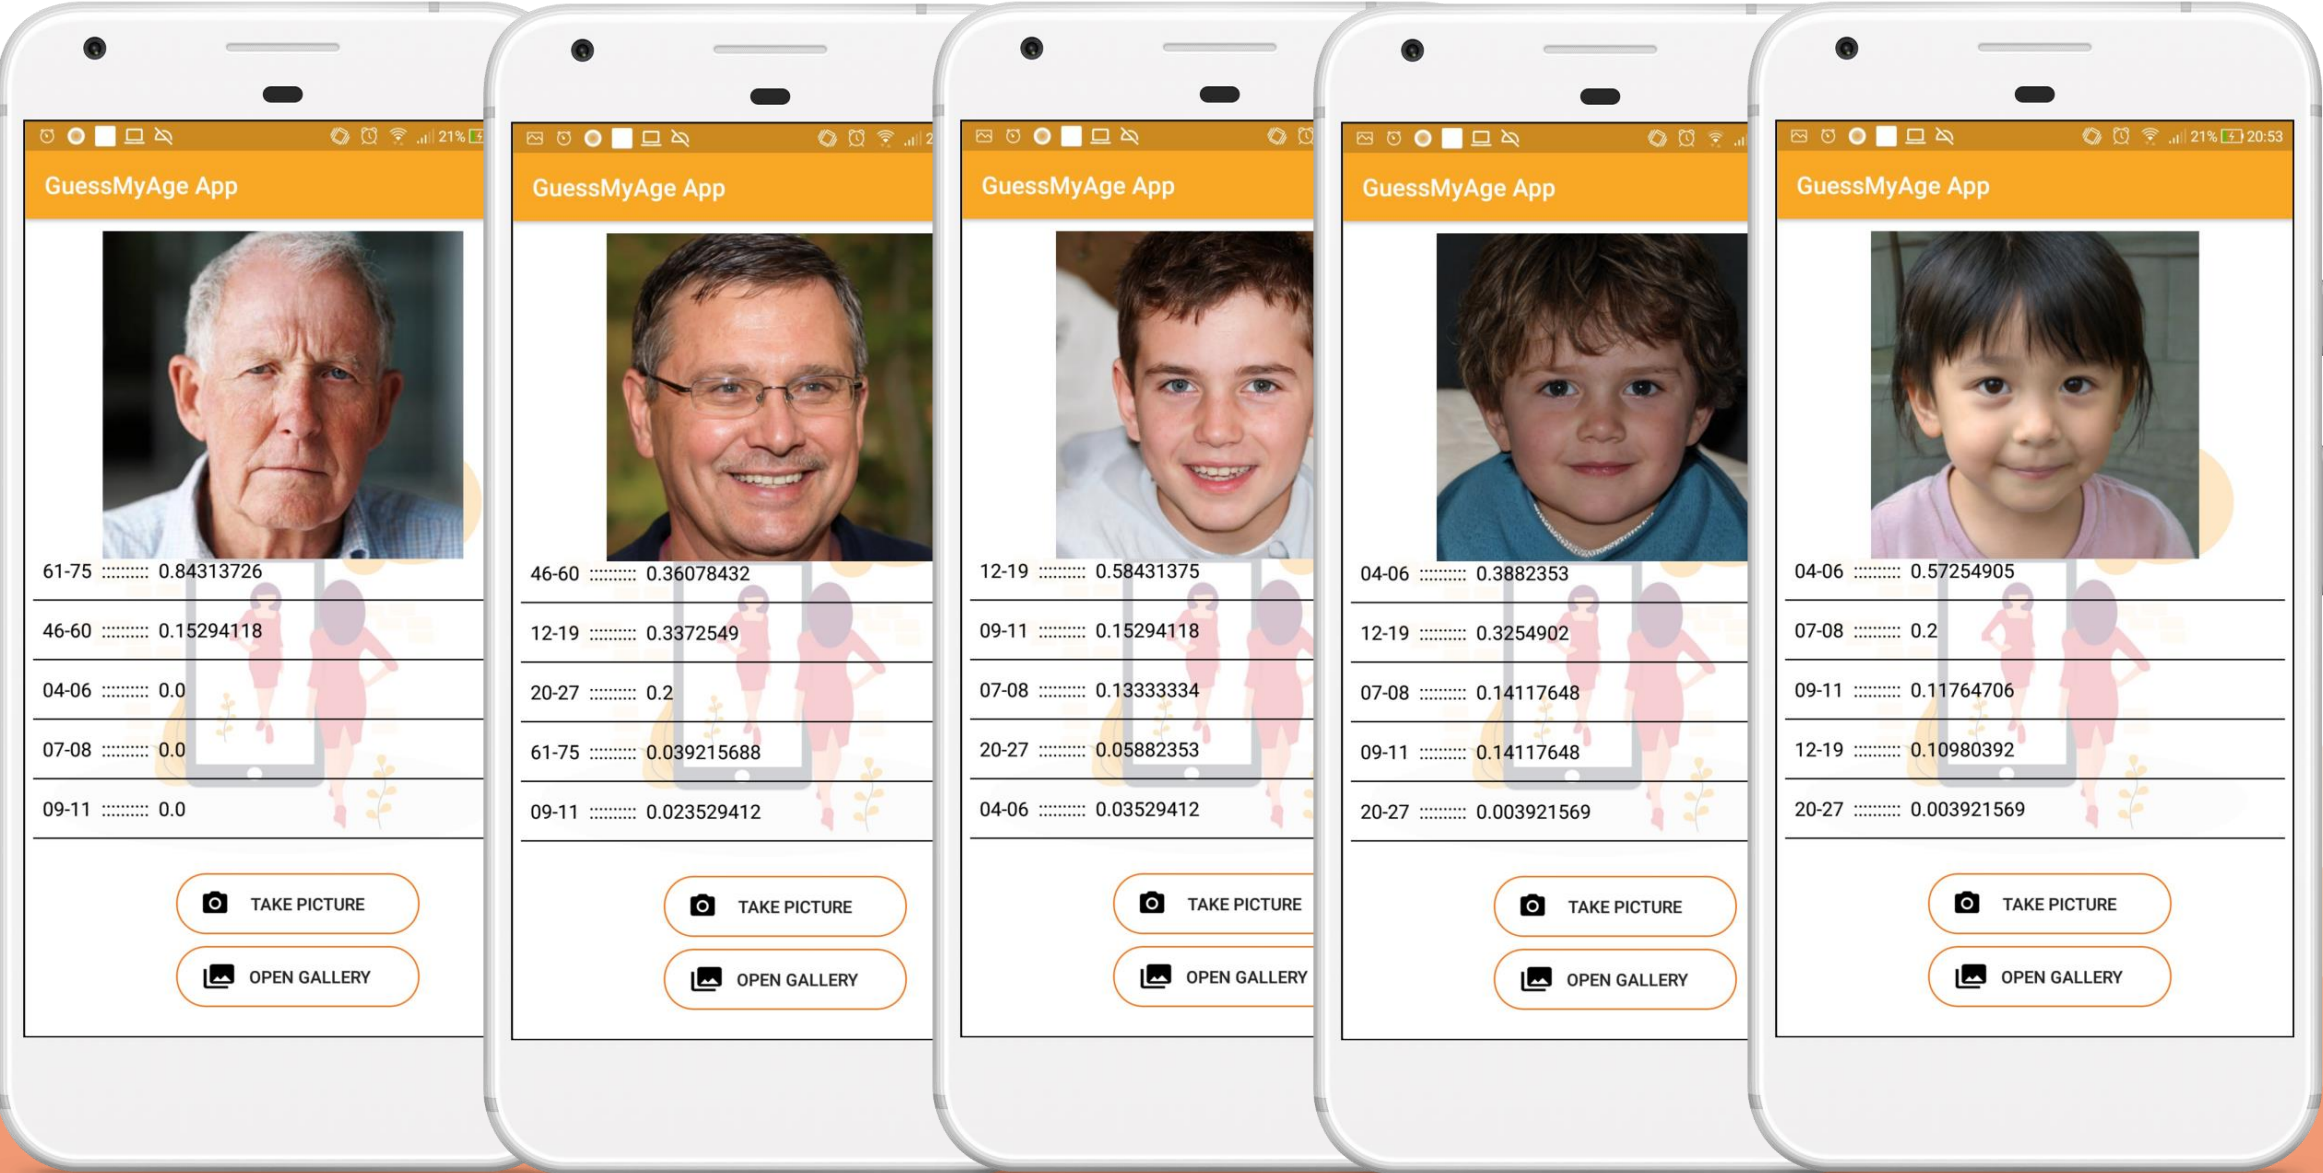 21%
GuessMyAge App
61-75 ::::::::: 0.84313726
46-60 ::::::::: 0.15294118
04-06 ::::::::: 0.0
07-08 ::::::::: 0.0
09-11 ::::::::: 0.0
TAKE PICTURE
OPEN GALLERY
2
GuessMyAge App
46-60 ::::::::: 0.36078432
12-19 ::::::::: 0.3372549
20-27 ::::::::: 0.2
61-75 ::::::::: 0.039215688
09-11 ::::::::: 0.023529412
TAKE PICTURE
OPEN GALLERY
GuessMyAge App
12-19 ::::::::: 0.58431375
09-11 ::::::::: 0.15294118
07-08 ::::::::: 0.13333334
20-27 ::::::::: 0.05882353
04-06 ::::::::: 0.03529412
TAKE PICTURE
OPEN GALLERY
GuessMyAge App
04-06 ::::::::: 0.3882353
12-19 ::::::::: 0.3254902
07-08 ::::::::: 0.14117648
09-11 ::::::::: 0.14117648
20-27 ::::::::: 0.003921569
TAKE PICTURE
OPEN GALLERY
21% 20:53
GuessMyAge App
04-06 ::::::::: 0.57254905
07-08 ::::::::: 0.2
09-11 ::::::::: 0.11764706
12-19 ::::::::: 0.10980392
20-27 ::::::::: 0.003921569
TAKE PICTURE
OPEN GALLERY